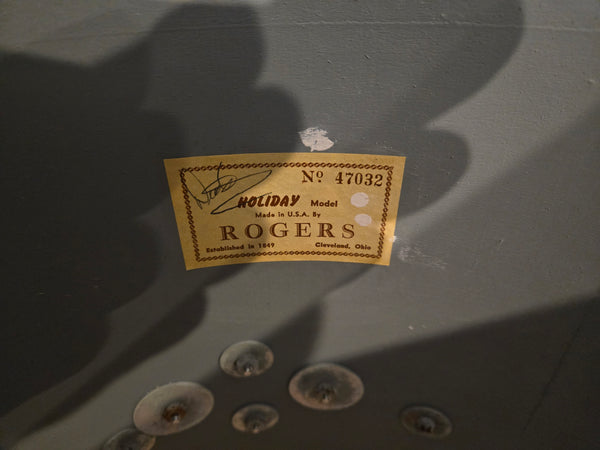 Nº 47032
HOLIDAY Model
Made in U.S.A. By
ROGERS
Established in 1849 Cleveland, Ohio